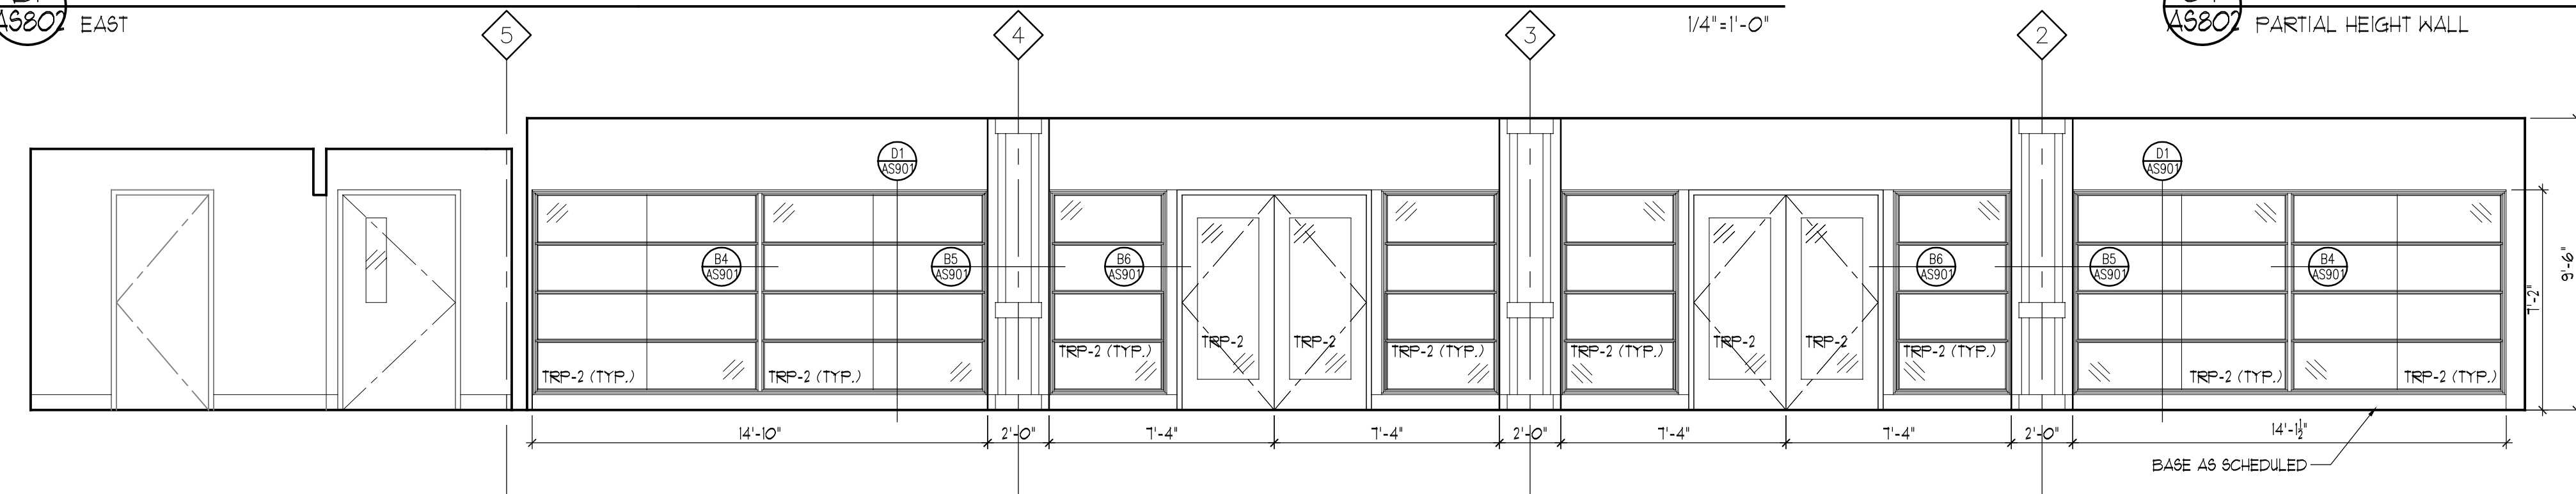 AS802 EAST
1/4"=1'-0"
AS802 PARTIAL HEIGHT WALL
5 4 3 2
D1
AS901
D1
AS901
B4
AS901
B5
AS901
B6
AS901
B6
AS901
B5
AS901
B4
AS901
7'-2"
9'-6"
TRP-2 TRP-2 TRP-2 TRP-2
TRP-2 (TYP.) TRP-2 (TYP.) TRP-2 (TYP.) TRP-2 (TYP.)
TRP-2 (TYP.) TRP-2 (TYP.) TRP-2 (TYP.) TRP-2 (TYP.)
14'-10" 2'-0" 7'-4" 7'-4" 2'-0" 7'-4" 7'-4" 2'-0" 14'-1½"
BASE AS SCHEDULED